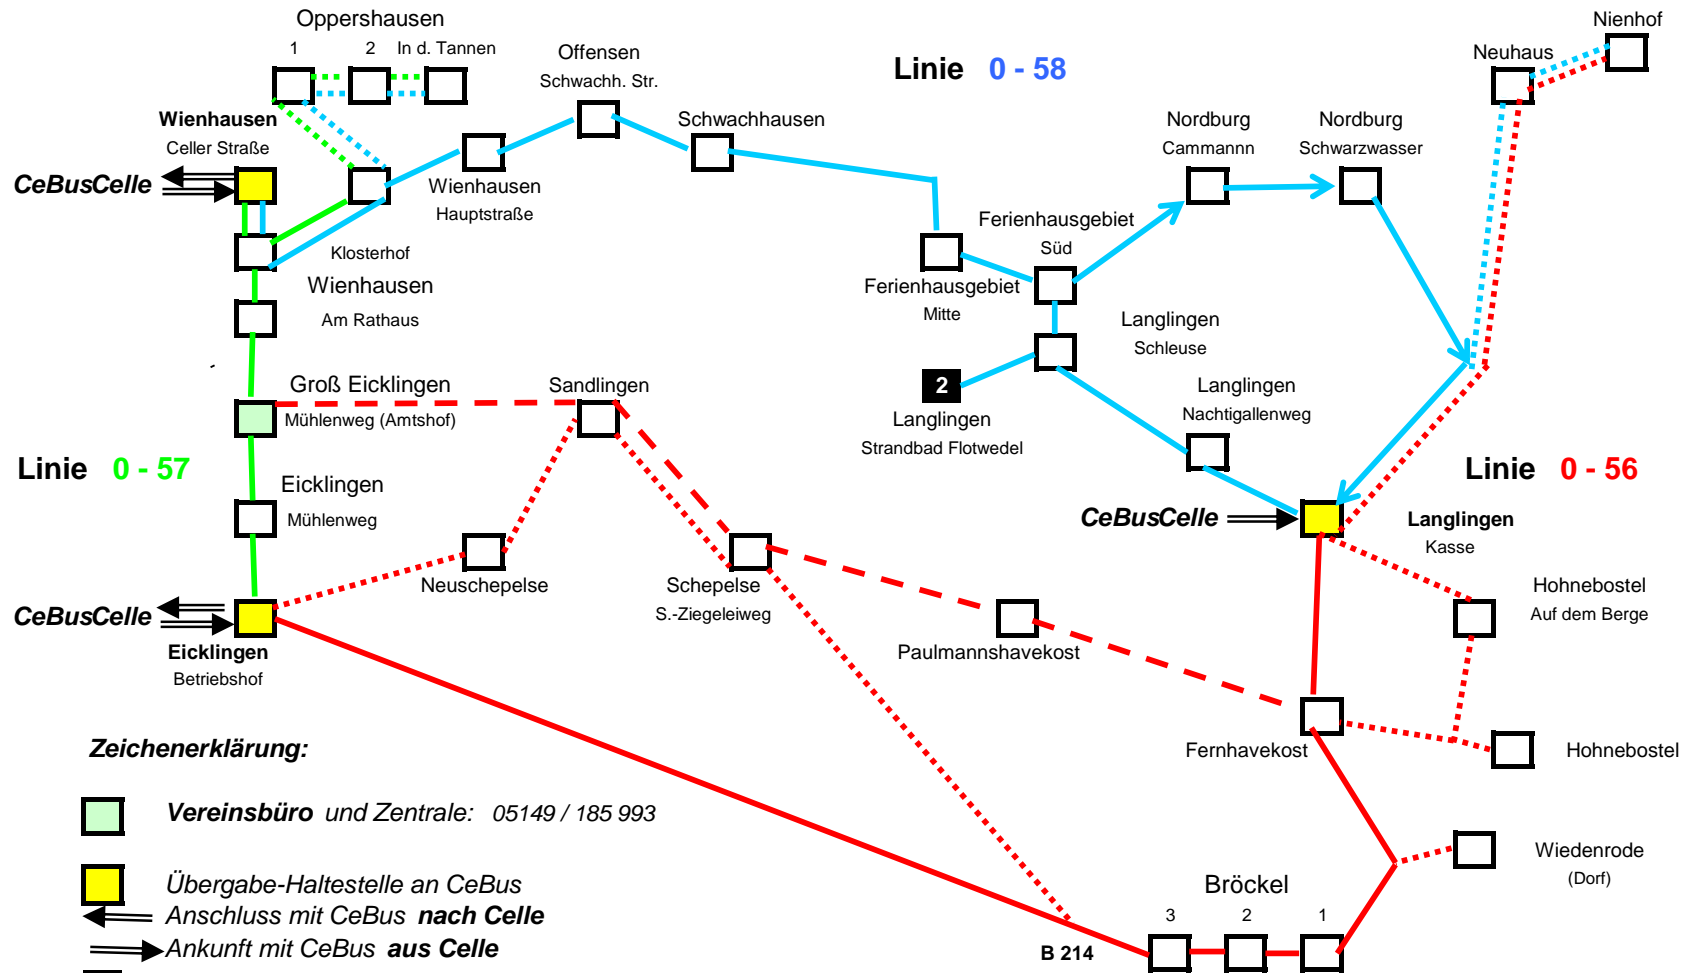 Oppershausen
1 2 In d. Tannen
Offensen
Schwachh. Str.
Linie 0 - 58
Nienhof
Neuhaus
Wienhausen
Celler Straße
CeBusCelle
Schwachhausen
Nordburg
Cammannn
Nordburg
Schwarzwasser
Wienhausen
Hauptstraße
Klosterhof
Wienhausen
Am Rathaus
Ferienhausgebiet
Süd
Ferienhausgebiet
Mitte
Langlingen
Schleuse
Groß Eicklingen
Mühlenweg (Amtshof)
Sandlingen
2
Langlingen
Strandbad Flotwedel
Langlingen
Nachtigallenweg
Linie 0 - 57
Linie 0 - 56
Eicklingen
Mühlenweg
CeBusCelle
Langlingen
Kasse
Neuschepelse
Schepelse
S.-Ziegeleiweg
Hohnebostel
Auf dem Berge
CeBusCelle
Eicklingen
Betriebshof
Paulmannshavekost
Fernhavekost
Hohnebostel
Zeichenerklärung:
Vereinsbüro und Zentrale: 05149 / 185 993
Übergabe-Haltestelle an CeBus
Anschluss mit CeBus nach Celle
Ankunft mit CeBus aus Celle
Wiedenrode
(Dorf)
Bröckel
3 2 1
B 214